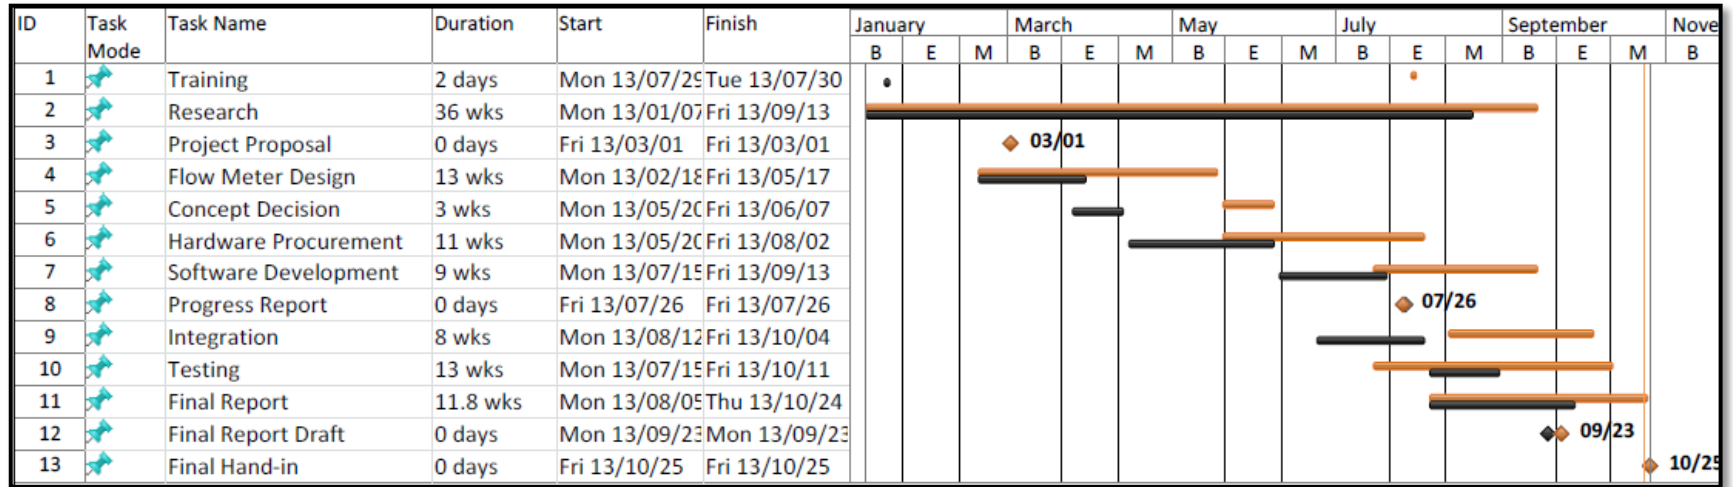 ID Task Task Name Duration Start Finish January March May July September Nove
Mode B E M B E M B E M B E M B E M B
1 Training 2 days Mon 13/07/29 Tue 13/07/30
2 Research 36 wks Mon 13/01/07 Fri 13/09/13
3 Project Proposal 0 days Fri 13/03/01 Fri 13/03/01 03/01
4 Flow Meter Design 13 wks Mon 13/02/18 Fri 13/05/17
5 Concept Decision 3 wks Mon 13/05/20 Fri 13/06/07
6 Hardware Procurement 11 wks Mon 13/05/20 Fri 13/08/02
7 Software Development 9 wks Mon 13/07/15 Fri 13/09/13
8 Progress Report 0 days Fri 13/07/26 Fri 13/07/26 07/26
9 Integration 8 wks Mon 13/08/12 Fri 13/10/04
10 Testing 13 wks Mon 13/07/15 Fri 13/10/11
11 Final Report 11.8 wks Mon 13/08/05 Thu 13/10/24
12 Final Report Draft 0 days Mon 13/09/23 Mon 13/09/23 09/23
13 Final Hand-in 0 days Fri 13/10/25 Fri 13/10/25 10/25